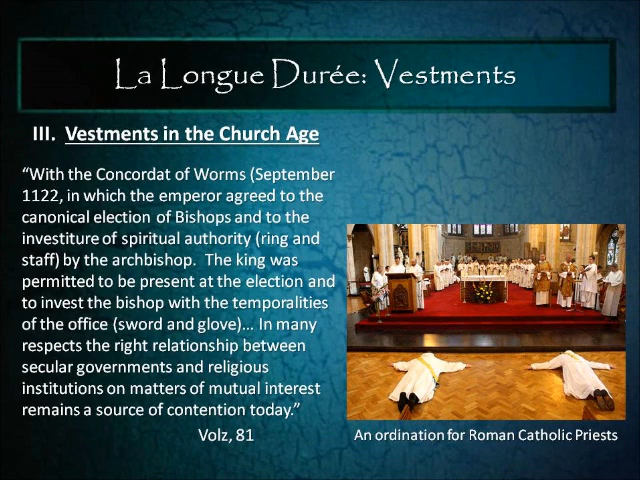 La Longue Durée: Vestments
III. Vestments in the Church Age
“With the Concordat of Worms (September
1122, in which the emperor agreed to the
canonical election of Bishops and to the
investiture of spiritual authority (ring and
staff) by the archbishop.  The king was
permitted to be present at the election and
to invest the bishop with the temporalities
of the office (sword and glove)… In many
respects the right relationship between
secular governments and religious
institutions on matters of mutual interest
remains a source of contention today.”
Volz, 81
An ordination for Roman Catholic Priests